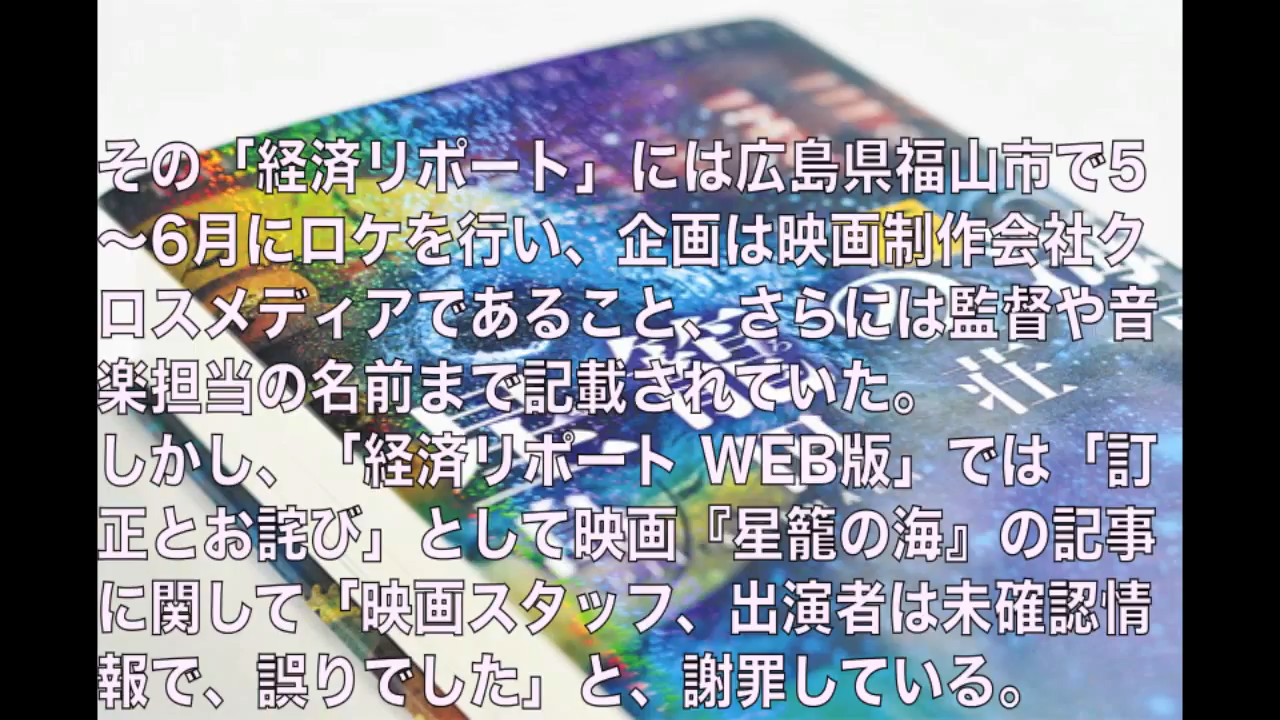 その「経済リポート」には広島県福山市で5
〜6月にロケを行い、企画は映画制作会社ク
ロスメディアであること、さらには監督や音
楽担当の名前まで記載されていた。
しかし、「経済リポート WEB版」では「訂
正とお詫び」として映画『星籠の海』の記事
に関して「映画スタッフ、出演者は未確認情
報で、誤りでした」と、謝罪している。